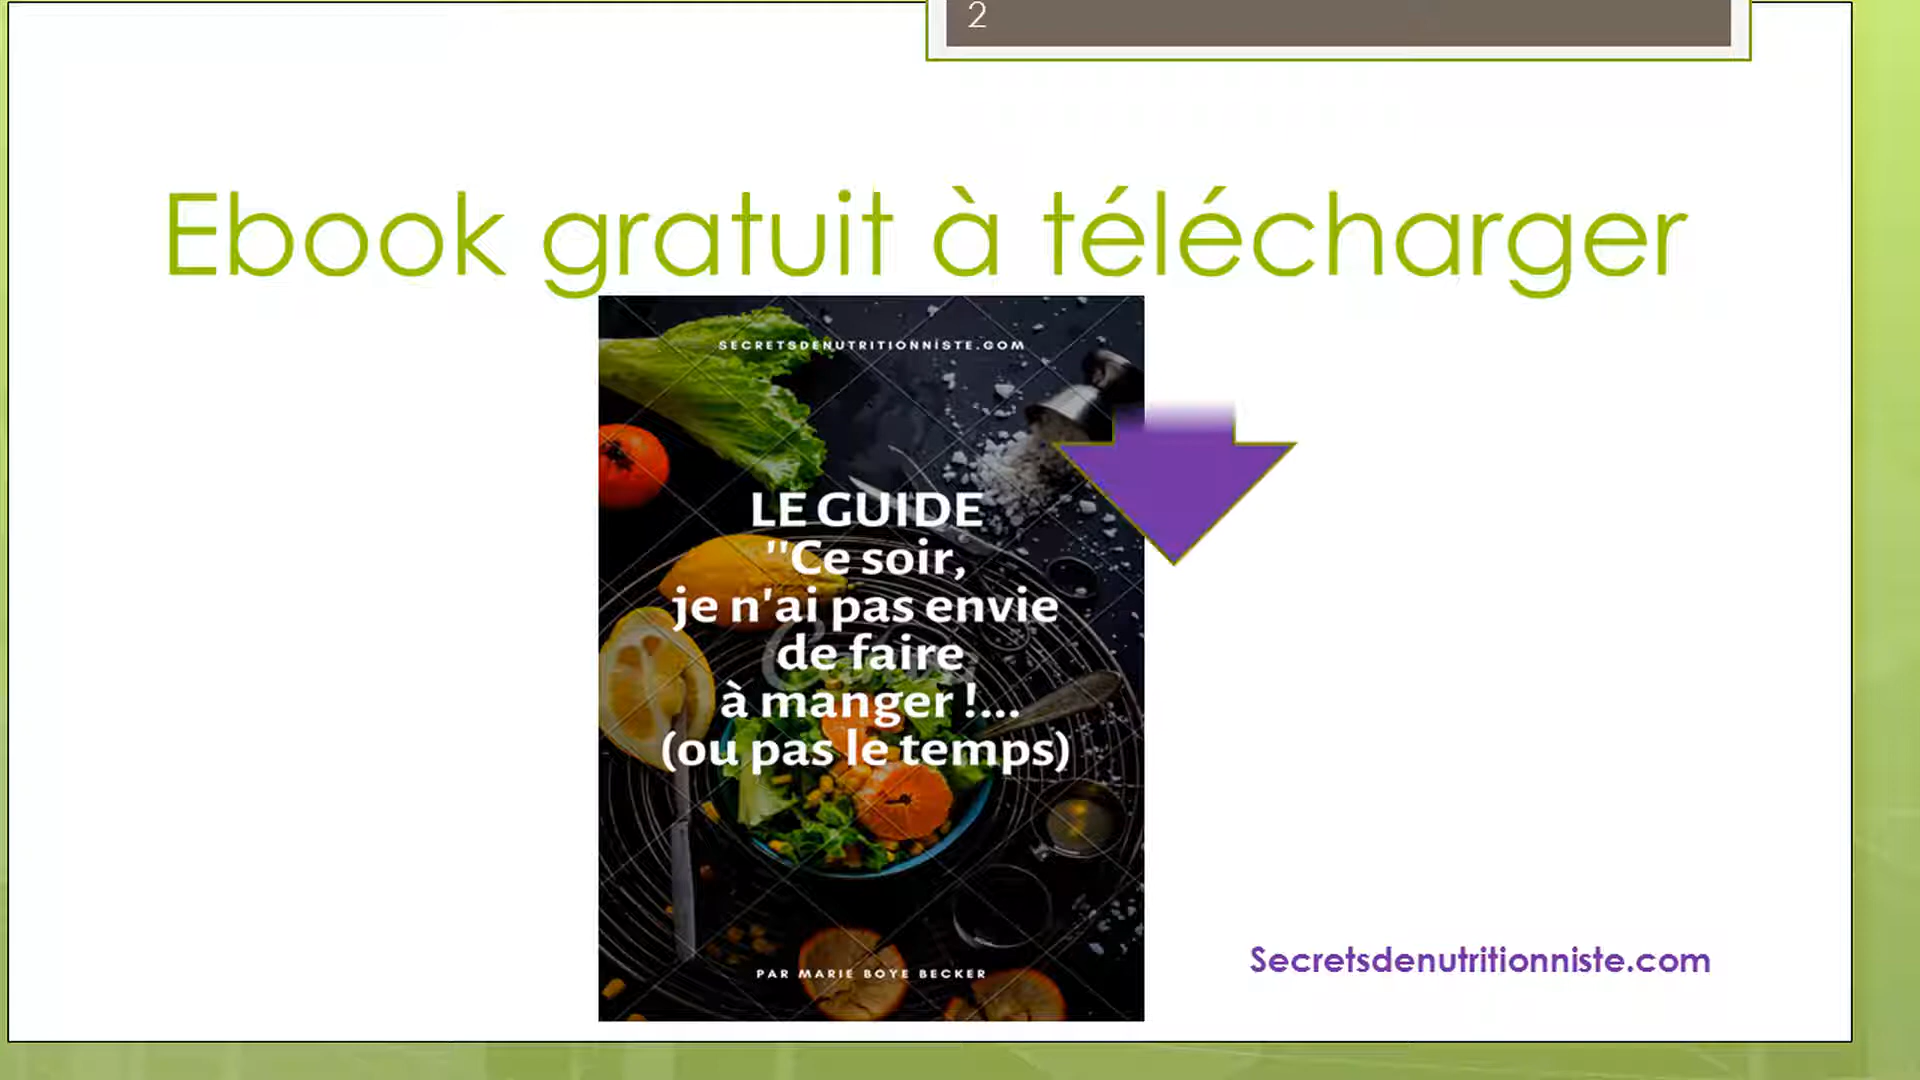 2
Ebook gratuit à télécharger
SECRETSDENUTRITIONNISTE.COM
LE GUIDE
"Ce soir,
je n'ai pas envie
de faire
à manger !...
(ou pas le temps)
Canva
PAR MARIE BOYE BECKER
Secretsdenutritionniste.com